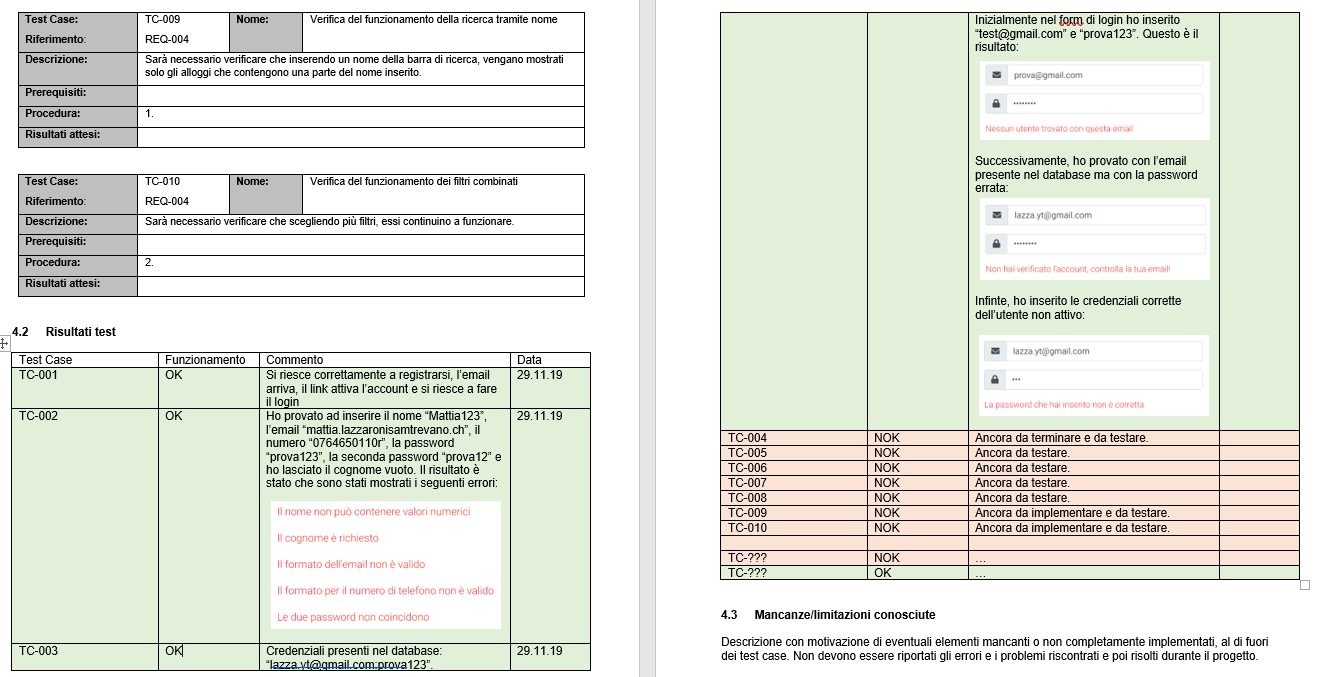 Test Case: TC-009 Nome: Verifica del funzionamento della ricerca tramite nome
Riferimento: REQ-004
Descrizione: Sarà necessario verificare che inserendo un nome della barra di ricerca, vengano mostrati
solo gli alloggi che contengono una parte del nome inserito.
Prerequisiti:
Procedura: 1.
Risultati attesi:
Test Case: TC-010 Nome: Verifica del funzionamento dei filtri combinati
Riferimento: REQ-004
Descrizione: Sarà necessario verificare che scegliendo più filtri, essi continuino a funzionare.
Prerequisiti:
Procedura: 2.
Risultati attesi:
4.2 Risultati test
Test Case Funzionamento Commento Data
TC-001 OK Si riesce correttamente a registrarsi, l'email 29.11.19
arriva, il link attiva l'account e si riesce a fare
il login
TC-002 OK Ho provato ad inserire il nome “Mattia123”, 29.11.19
l'email “mattia.lazzaronisamtrevano.ch”, il
numero “0764650110r”, la password
“prova123”, la seconda password “prova12” e
ho lasciato il cognome vuoto. Il risultato è
stato che sono stati mostrati i seguenti errori:
Il nome non può contenere valori numerici
Il cognome è richiesto
Il formato dell'email non è valido
Il formato per il numero di telefono non è valido
Le due password non coincidono
TC-003 OK Credenziali presenti nel database: 29.11.19
“lazza.yt@gmail.com:prova123”.
Inizialmente nel form di login ho inserito
“test@gmail.com” e “prova123”. Questo è il
risultato:
prova@gmail.com
••••••••
Nessun utente trovato con questa email
Successivamente, ho provato con l'email
presente nel database ma con la password
errata:
lazza.yt@gmail.com
••••••••
Non hai verificato l'account, controlla la tua email!
Infinte, ho inserito le credenziali corrette
dell'utente non attivo:
lazza.yt@gmail.com
•••
La password che hai inserito non è corretta
TC-004 NOK Ancora da terminare e da testare.
TC-005 NOK Ancora da testare.
TC-006 NOK Ancora da testare.
TC-007 NOK Ancora da testare.
TC-008 NOK Ancora da testare.
TC-009 NOK Ancora da implementare e da testare.
TC-010 NOK Ancora da implementare e da testare.
TC-??? NOK …
TC-??? OK …
4.3 Mancanze/limitazioni conosciute
Descrizione con motivazione di eventuali elementi mancanti o non completamente implementati, al di fuori
dei test case. Non devono essere riportati gli errori e i problemi riscontrati e poi risolti durante il progetto.